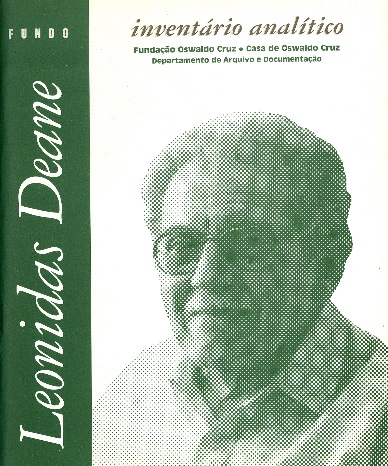 FUNDO
Leonidas Deane
inventário analítico
Fundação Oswaldo Cruz • Casa de Oswaldo Cruz
Departamento de Arquivo e Documentação